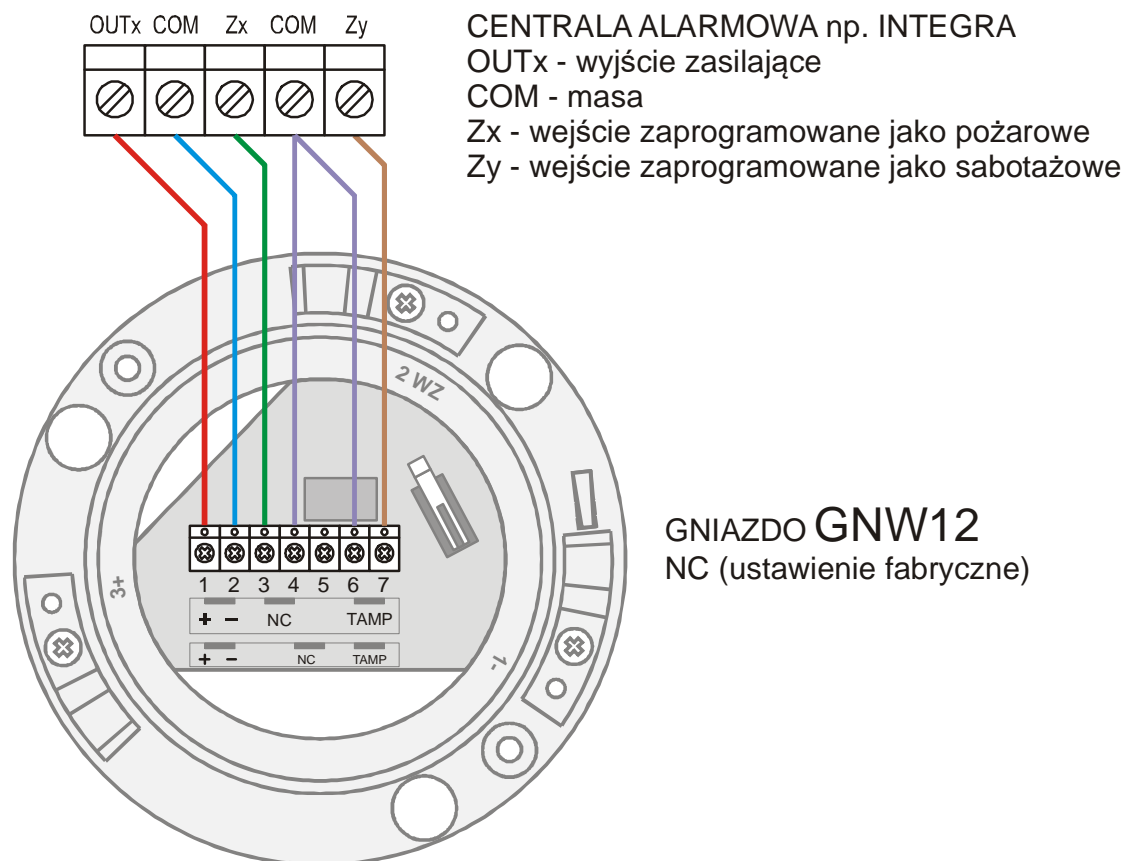 OUTx COM Zx COM Zy
CENTRALA ALARMOWA np. INTEGRA
OUTx - wyjście zasilające
COM - masa
Zx - wejście zaprogramowane jako pożarowe
Zy - wejście zaprogramowane jako sabotażowe
2 WZ
3+
1-
GNIAZDO GNW12
NC (ustawienie fabryczne)
1 2 3 4 5 6 7
+ - NC TAMP
+ - NC TAMP